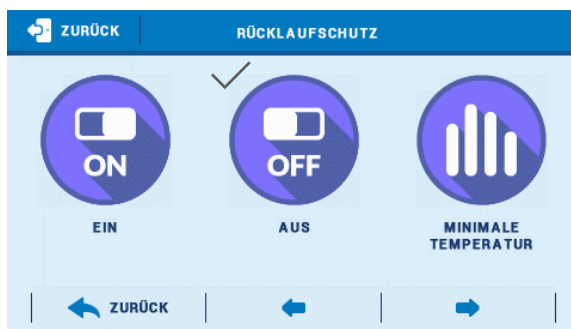 ZURÜCK
RÜCKLAUFSCHUTZ
ON
OFF
EIN
AUS
MINIMALE
TEMPERATUR
ZURÜCK